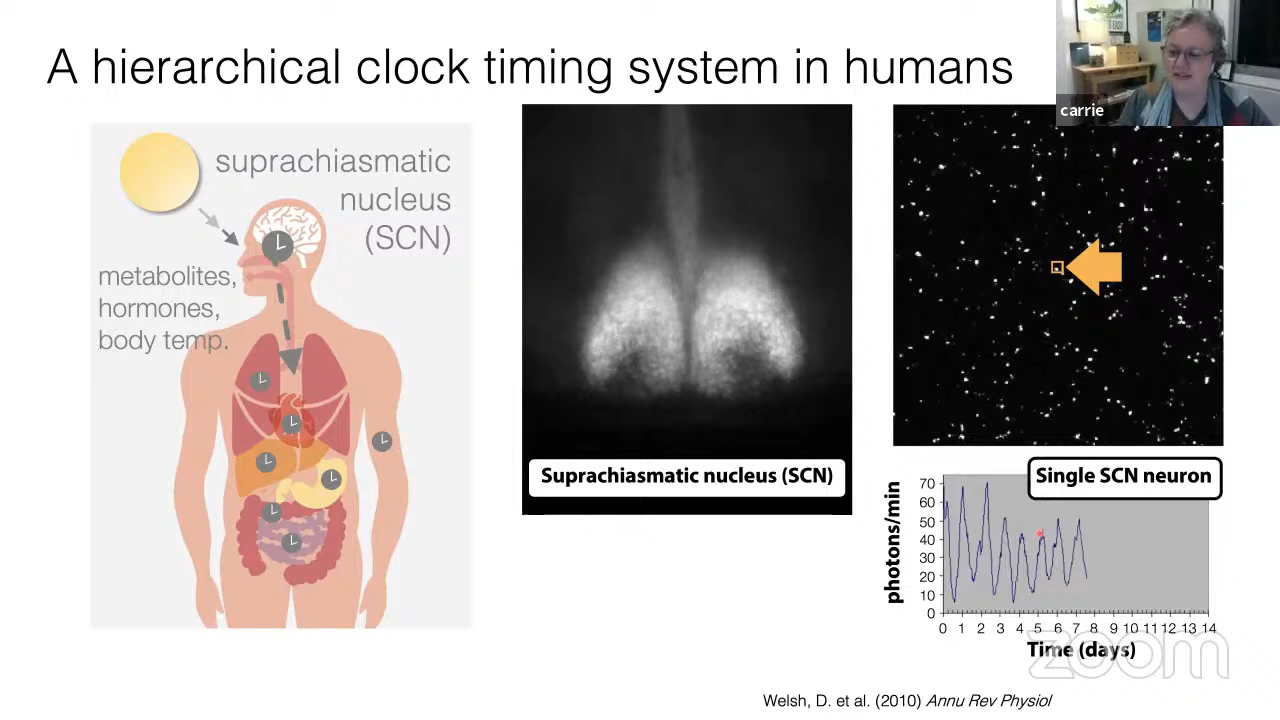 A hierarchical clock timing system in humans
carrie
suprachiasmatic
nucleus
(SCN)
metabolites,
hormones,
body temp.
Suprachiasmatic nucleus (SCN)
Single SCN neuron
photons/min
70
60
50
40
30
20
10
0
0 1 2 3 4 5 6 7 8 9 10 11 12 13 14
Time (days)
zoom
Welsh, D. et al. (2010) Annu Rev Physiol